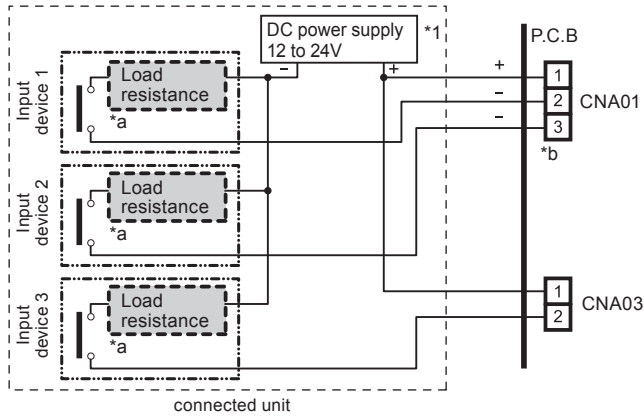 DC power supply
12 to 24V
*1
–
+
P.C.B
Input
device 1
Load
resistance
*a
+
–
–
1
2
3
CNA01
*b
Input
device 2
Load
resistance
*a
Input
device 3
Load
resistance
*a
1
2
CNA03
connected unit